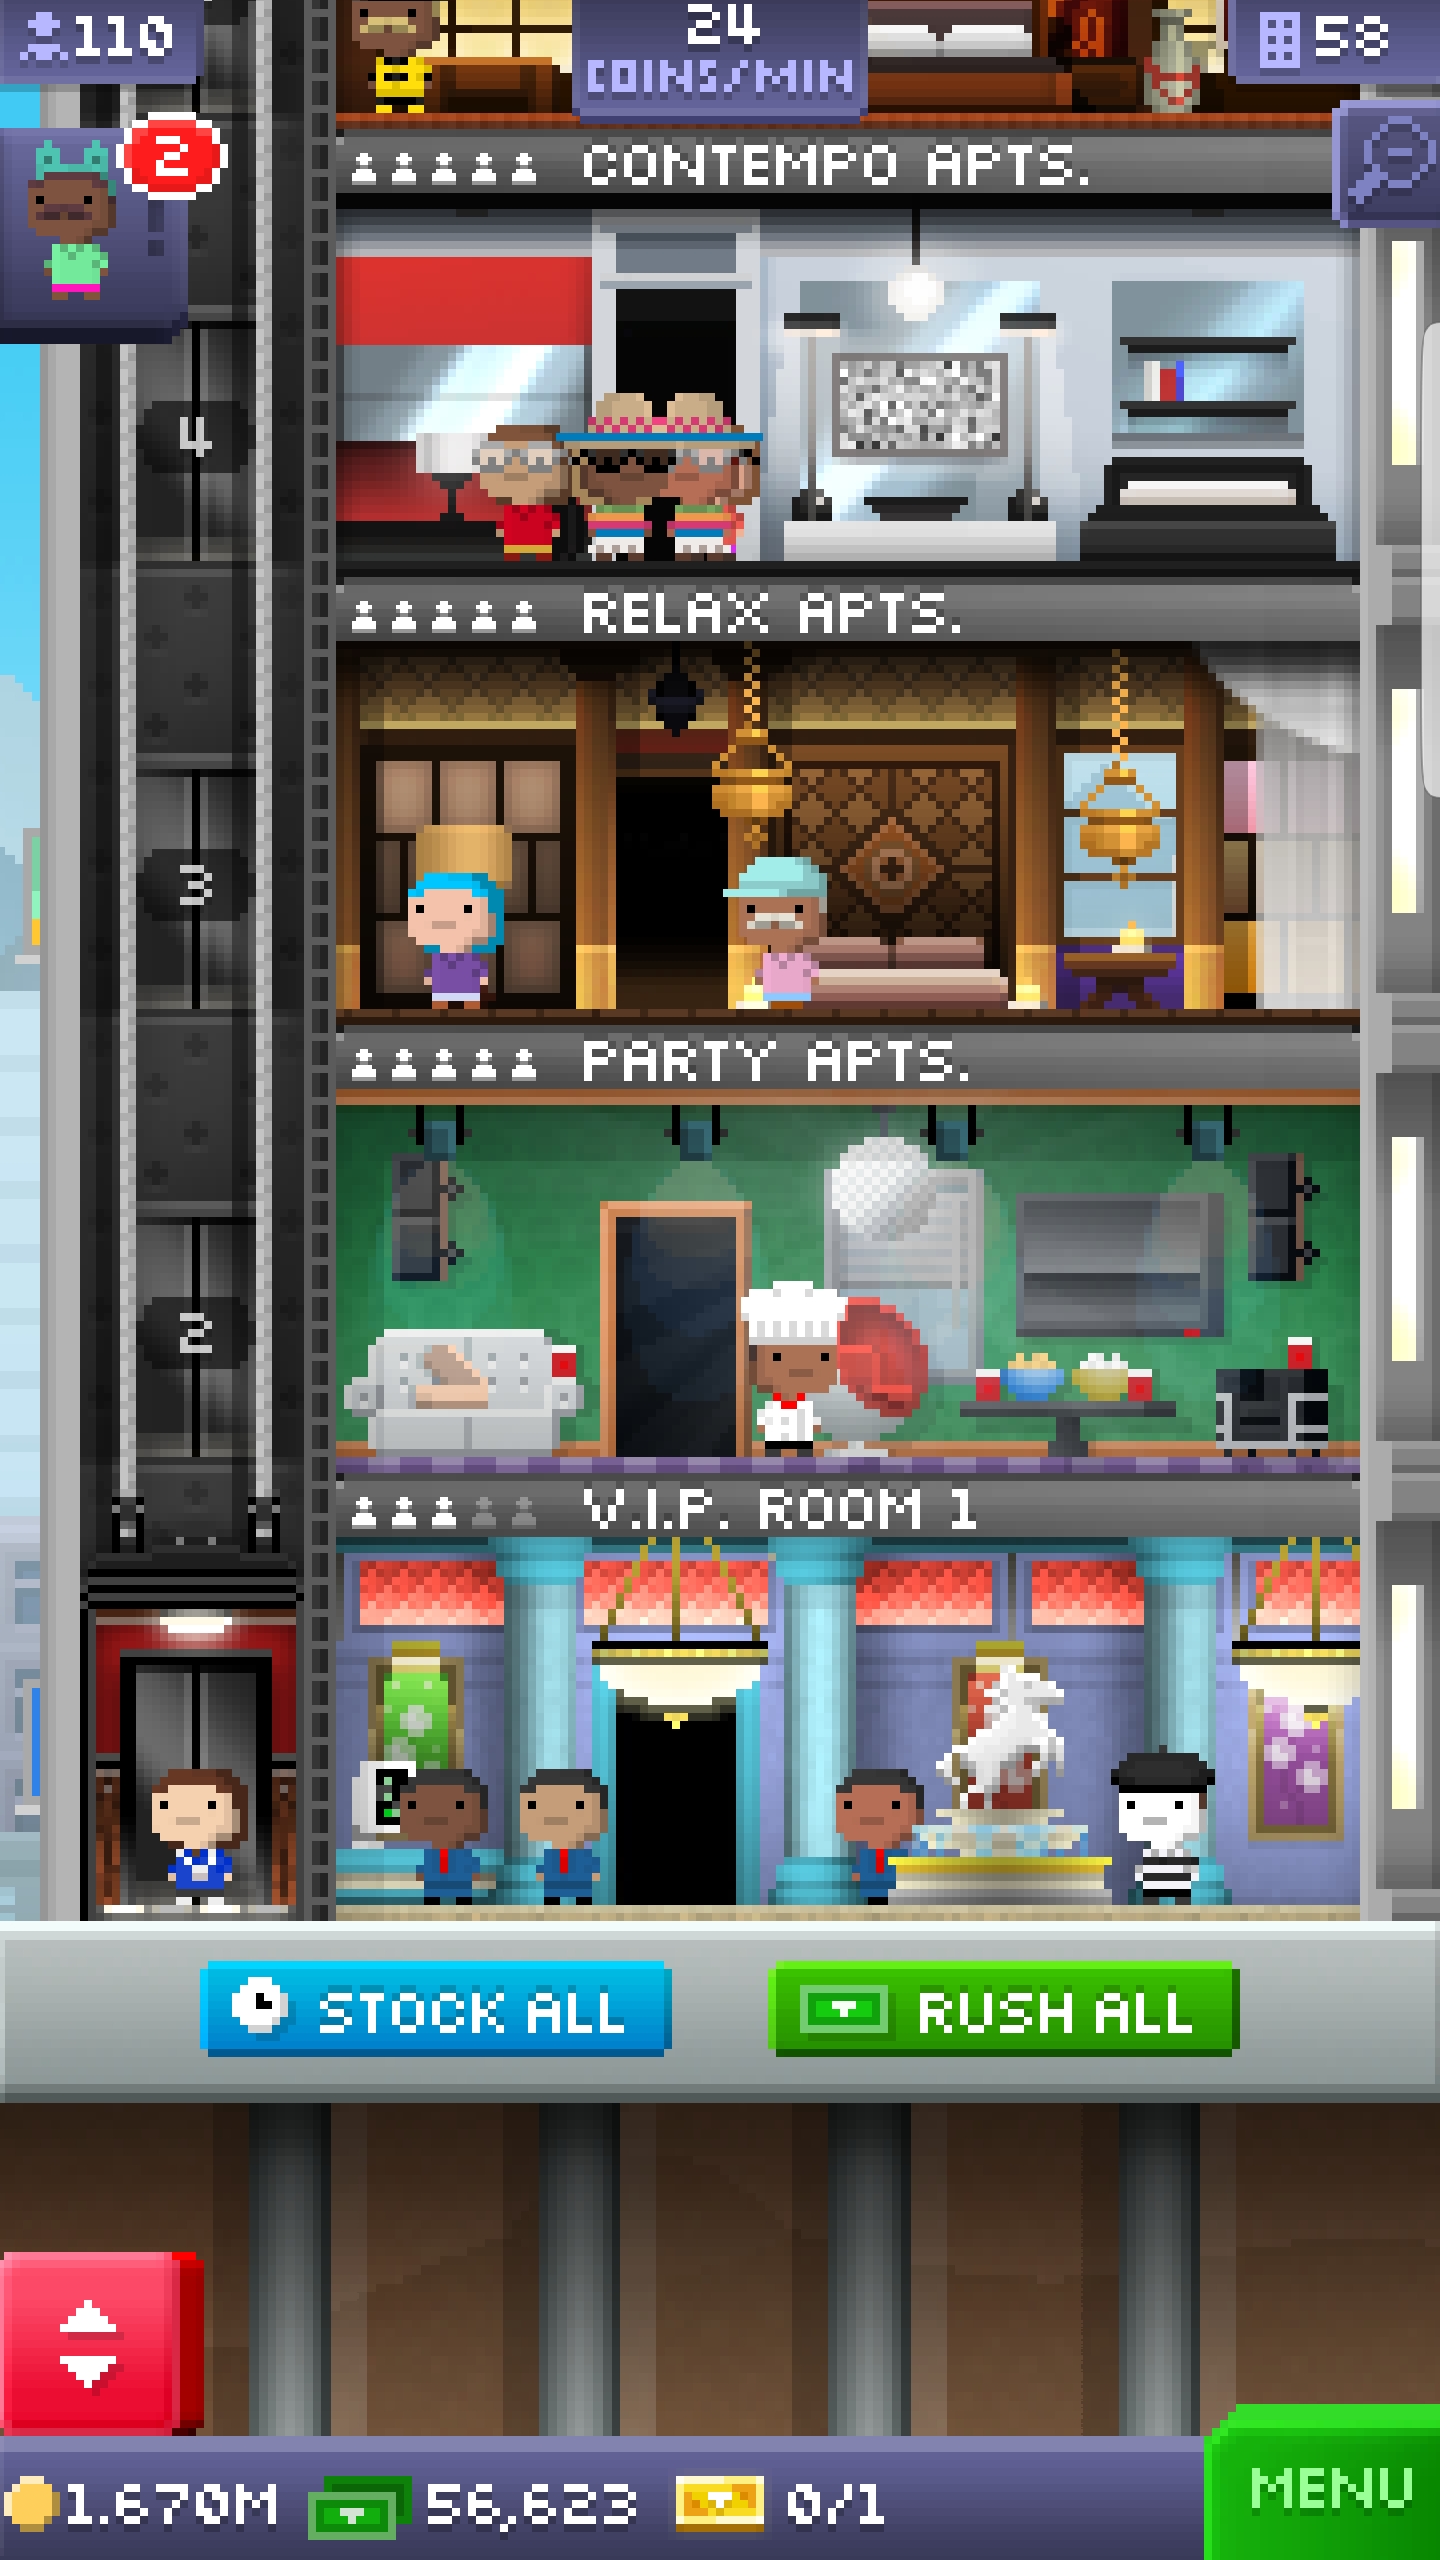 110
24
COINS/MIN
58
2
CONTEMPO APTS.
4
RELAX APTS.
3
PARTY APTS.
2
V.I.P. ROOM 1
STOCK ALL
RUSH ALL
1.670M
56,623
0/1
MENU